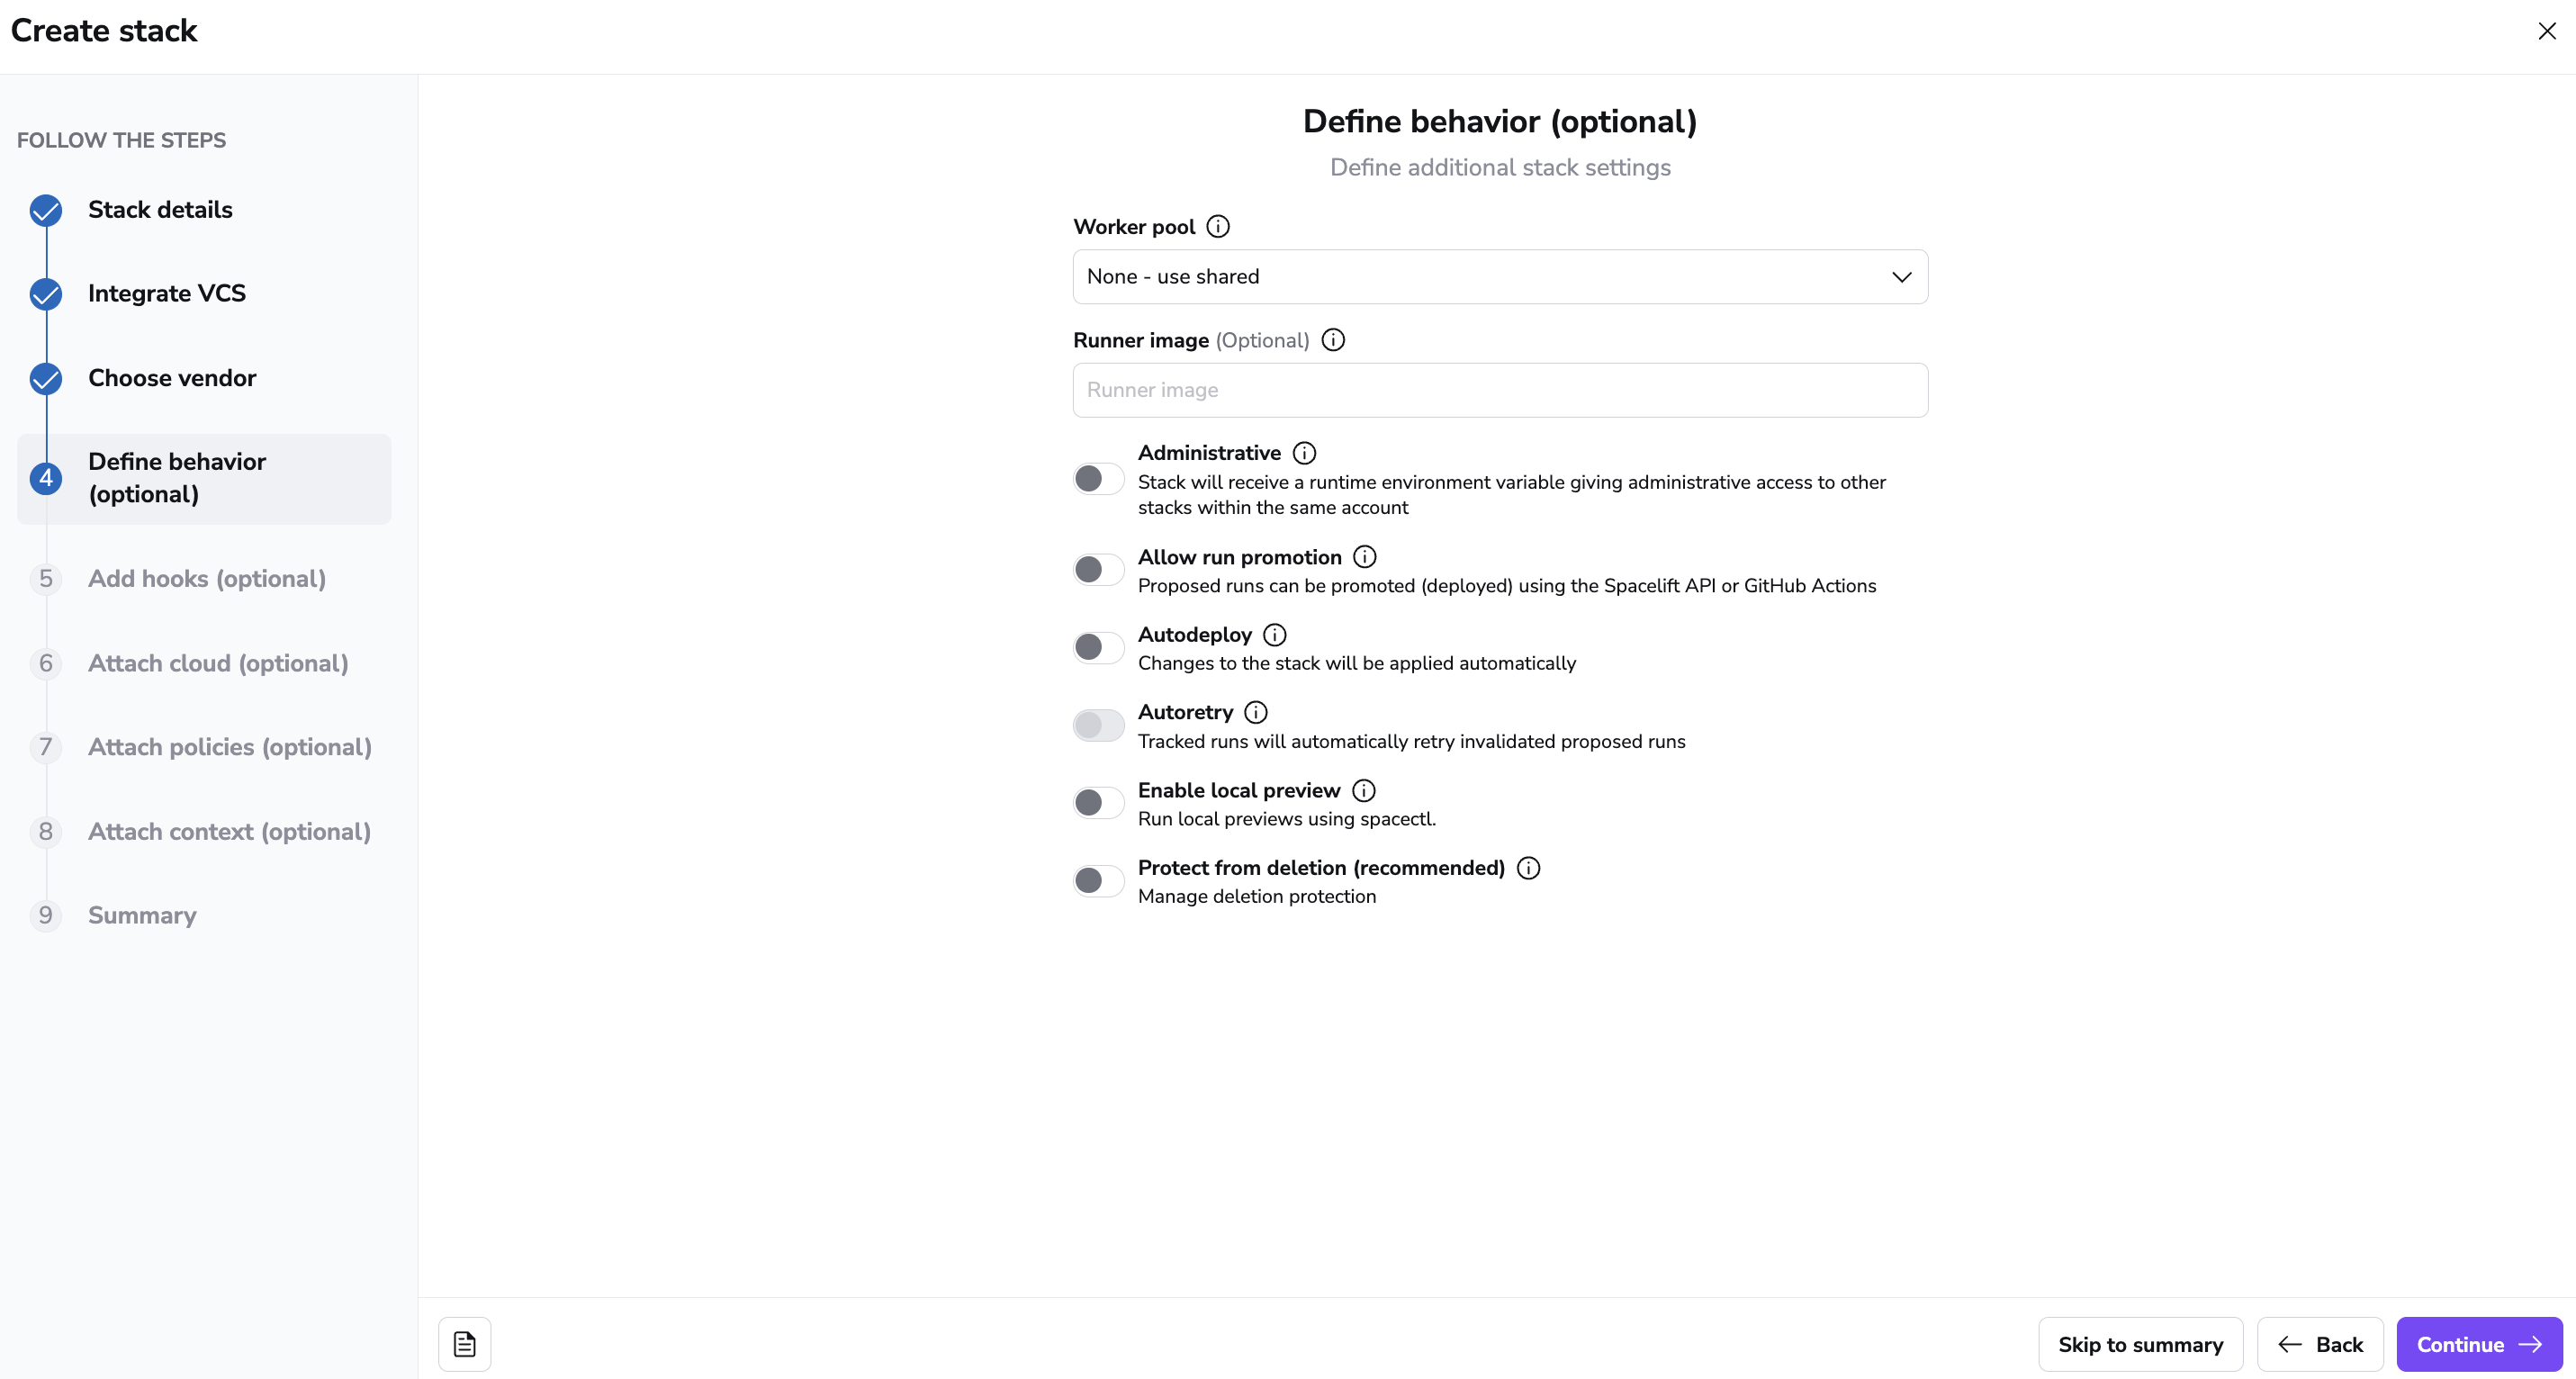 Create stack
FOLLOW THE STEPS
Stack details
Integrate VCS
Choose vendor
4
Define behavior
(optional)
5
Add hooks (optional)
6
Attach cloud (optional)
7
Attach policies (optional)
8
Attach context (optional)
9
Summary
Define behavior (optional)
Define additional stack settings
Worker pool
None - use shared
Runner image (Optional)
Runner image
Administrative
Stack will receive a runtime environment variable giving administrative access to other
stacks within the same account
Allow run promotion
Proposed runs can be promoted (deployed) using the Spacelift API or GitHub Actions
Autodeploy
Changes to the stack will be applied automatically
Autoretry
Tracked runs will automatically retry invalidated proposed runs
Enable local preview
Run local previews using spacectl.
Protect from deletion (recommended)
Manage deletion protection
Skip to summary
Back
Continue